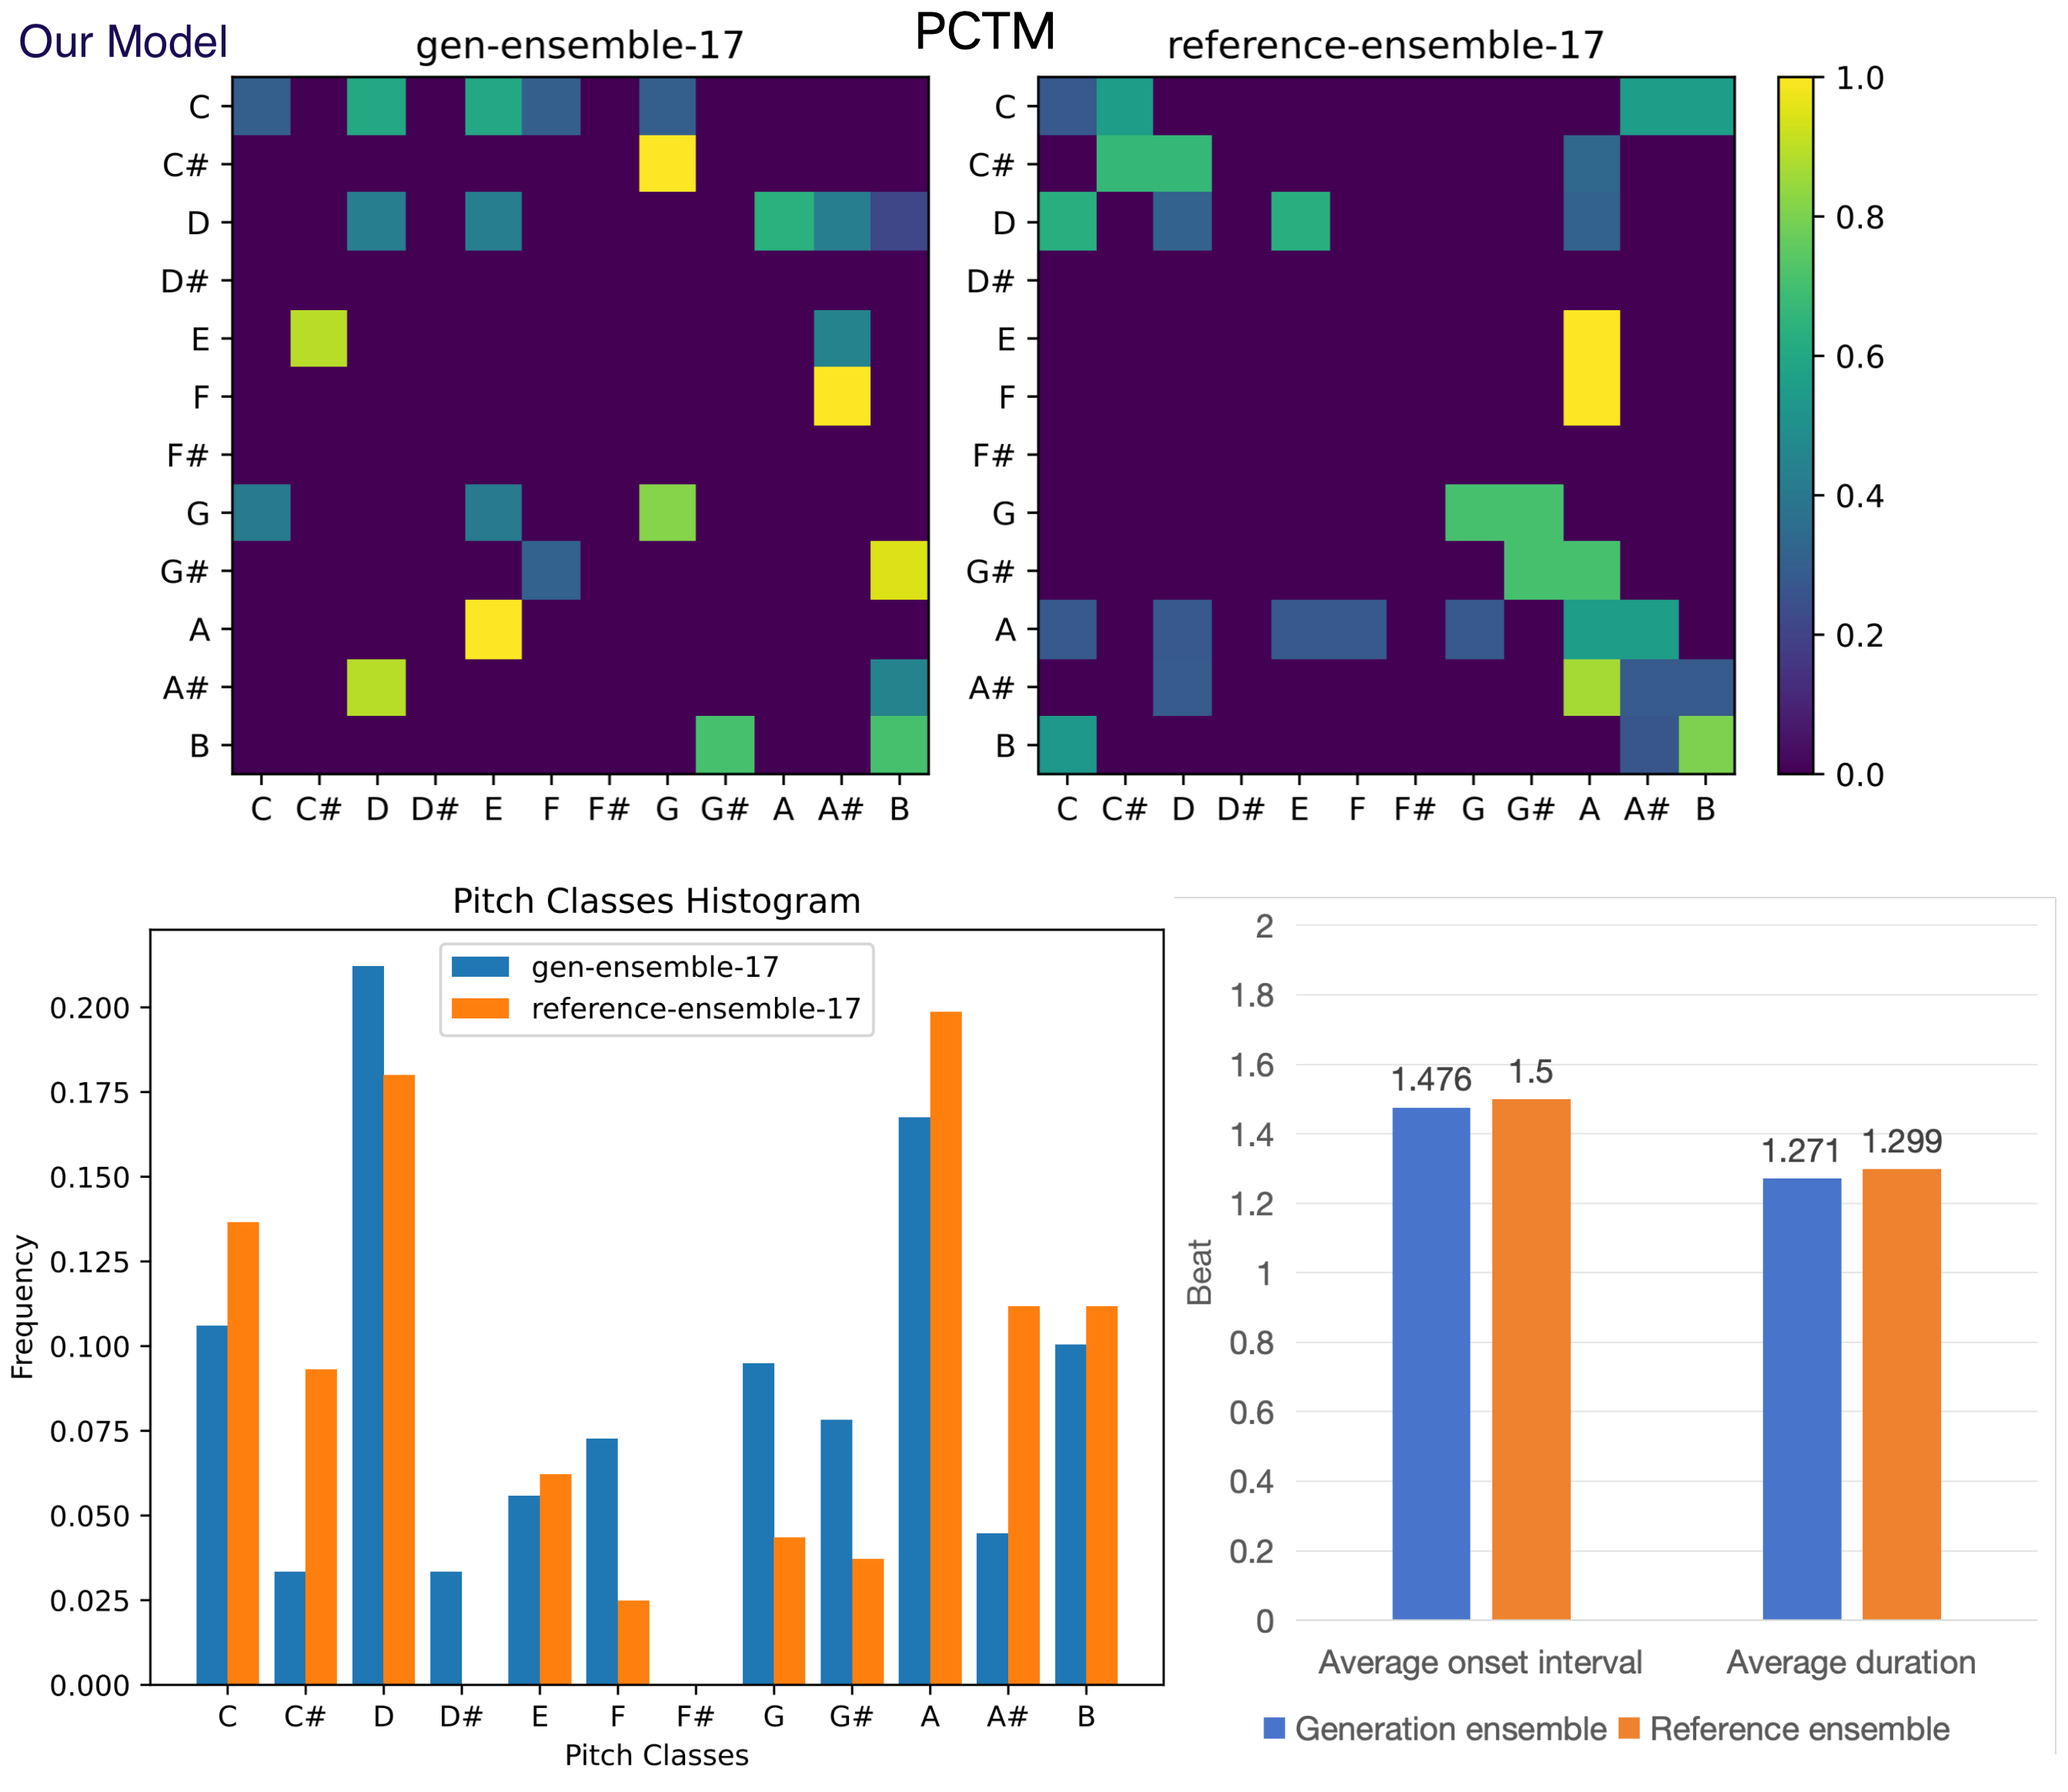 Our Model
PCTM
gen-ensemble-17
reference-ensemble-17
C
C#
D
D#
E
F
F#
G
G#
A
A#
B
C C# D D# E F F# G G# A A# B
C
C#
D
D#
E
F
F#
G
G#
A
A#
B
C C# D D# E F F# G G# A A# B
1.0
0.8
0.6
0.4
0.2
0.0
Pitch Classes Histogram
gen-ensemble-17
reference-ensemble-17
Frequency
0.200
0.175
0.150
0.125
0.100
0.075
0.050
0.025
0.000
C C# D D# E F F# G G# A A# B
Pitch Classes
Beat
2
1.8
1.6
1.4
1.2
1
0.8
0.6
0.4
0.2
0
1.476 1.5
1.271 1.299
Average onset interval Average duration
Generation ensemble Reference ensemble